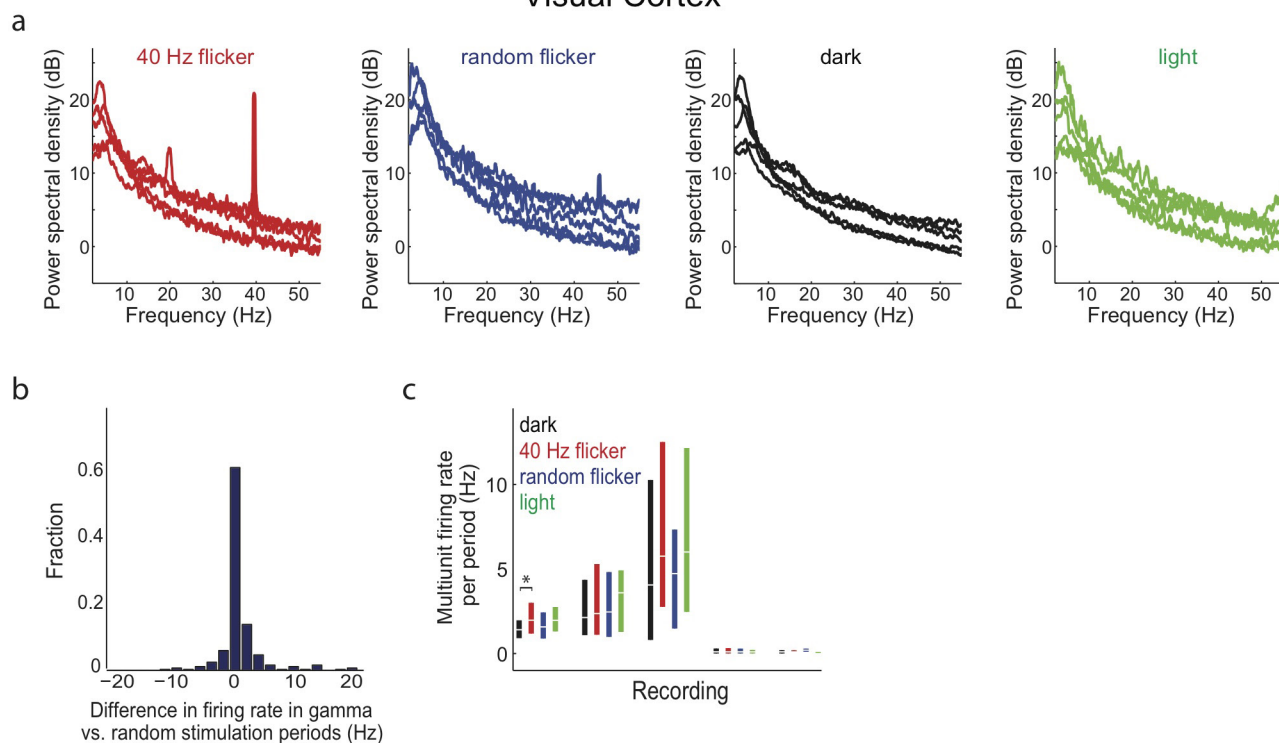 Visual Cortex
a
40 Hz flicker
Power spectral density (dB)
20
10
0
10 20 30 40 50
Frequency (Hz)
random flicker
Power spectral density (dB)
20
10
0
10 20 30 40 50
Frequency (Hz)
dark
Power spectral density (dB)
20
10
0
10 20 30 40 50
Frequency (Hz)
light
Power spectral density (dB)
20
10
0
10 20 30 40 50
Frequency (Hz)
b
Fraction
0.6
0.4
0.2
0
−20 −10 0 10 20
Difference in firing rate in gamma
vs. random stimulation periods (Hz)
c
dark
40 Hz flicker
random flicker
light
Multiunit firing rate
per period (Hz)
10
5
0
*
Recording